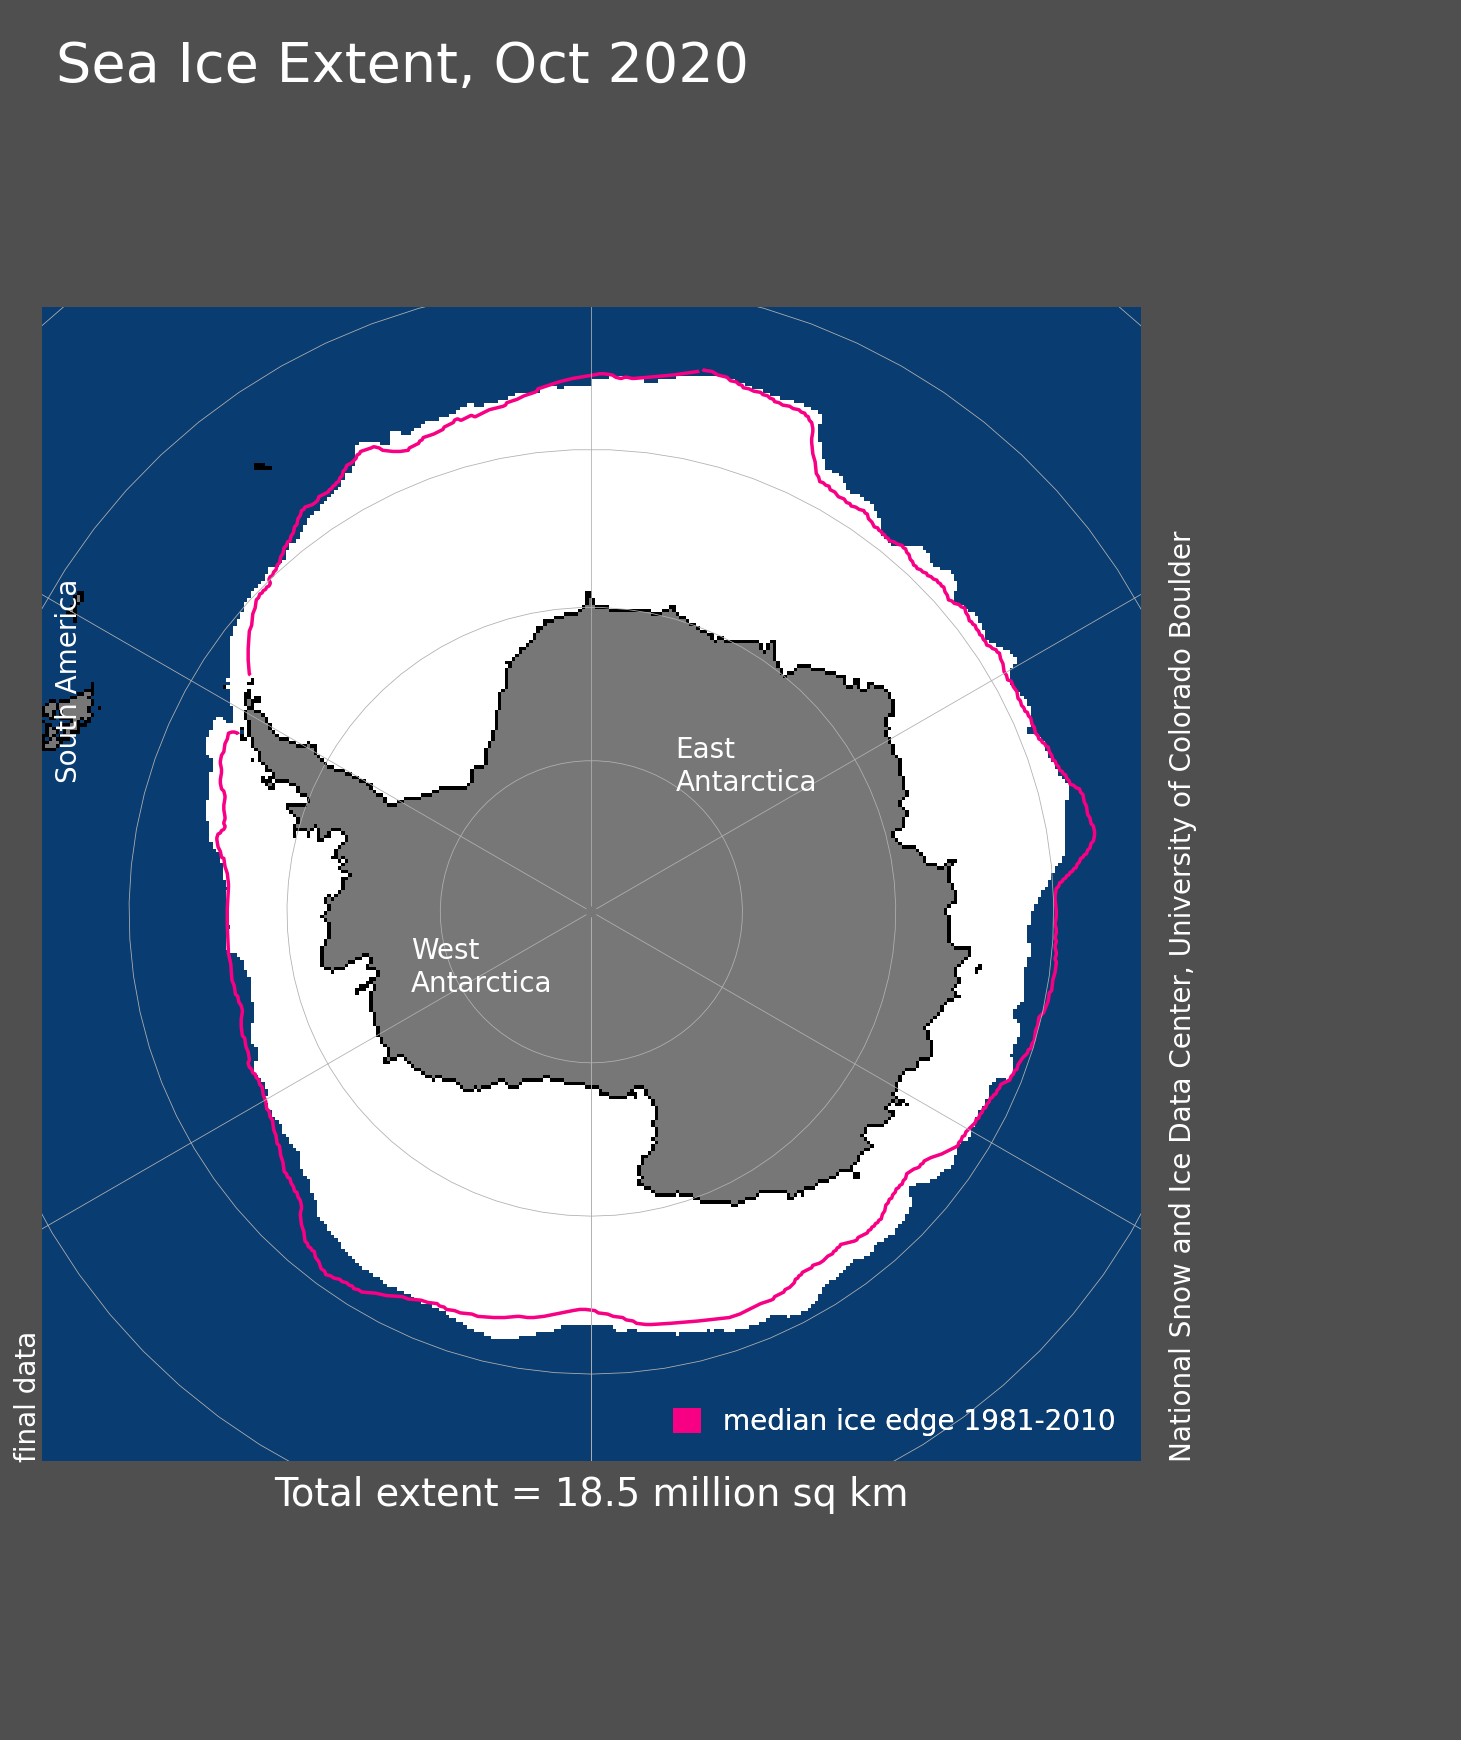 Sea Ice Extent, Oct 2020
South America
East
Antarctica
West
Antarctica
National Snow and Ice Data Center, University of Colorado Boulder
final data
median ice edge 1981-2010
Total extent = 18.5 million sq km